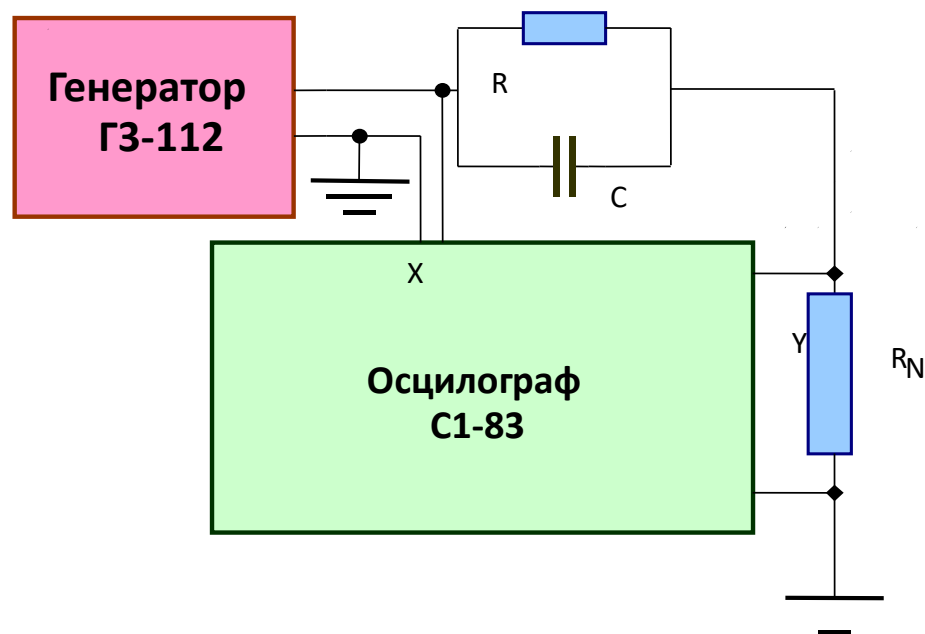 Генератор
ГЗ-112
R
C
X
Осцилограф
С1-83
Y
RN